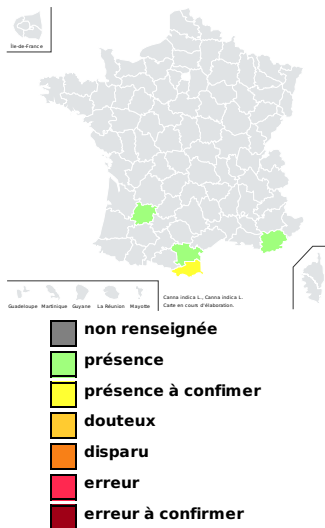 Île-de-France
Guadeloupe Martinique Guyane La Réunion Mayotte
Canna indica L., Canna indica L.
Carte en cours d'élaboration.
non renseignée
présence
présence à confimer
douteux
disparu
erreur
erreur à confirmer